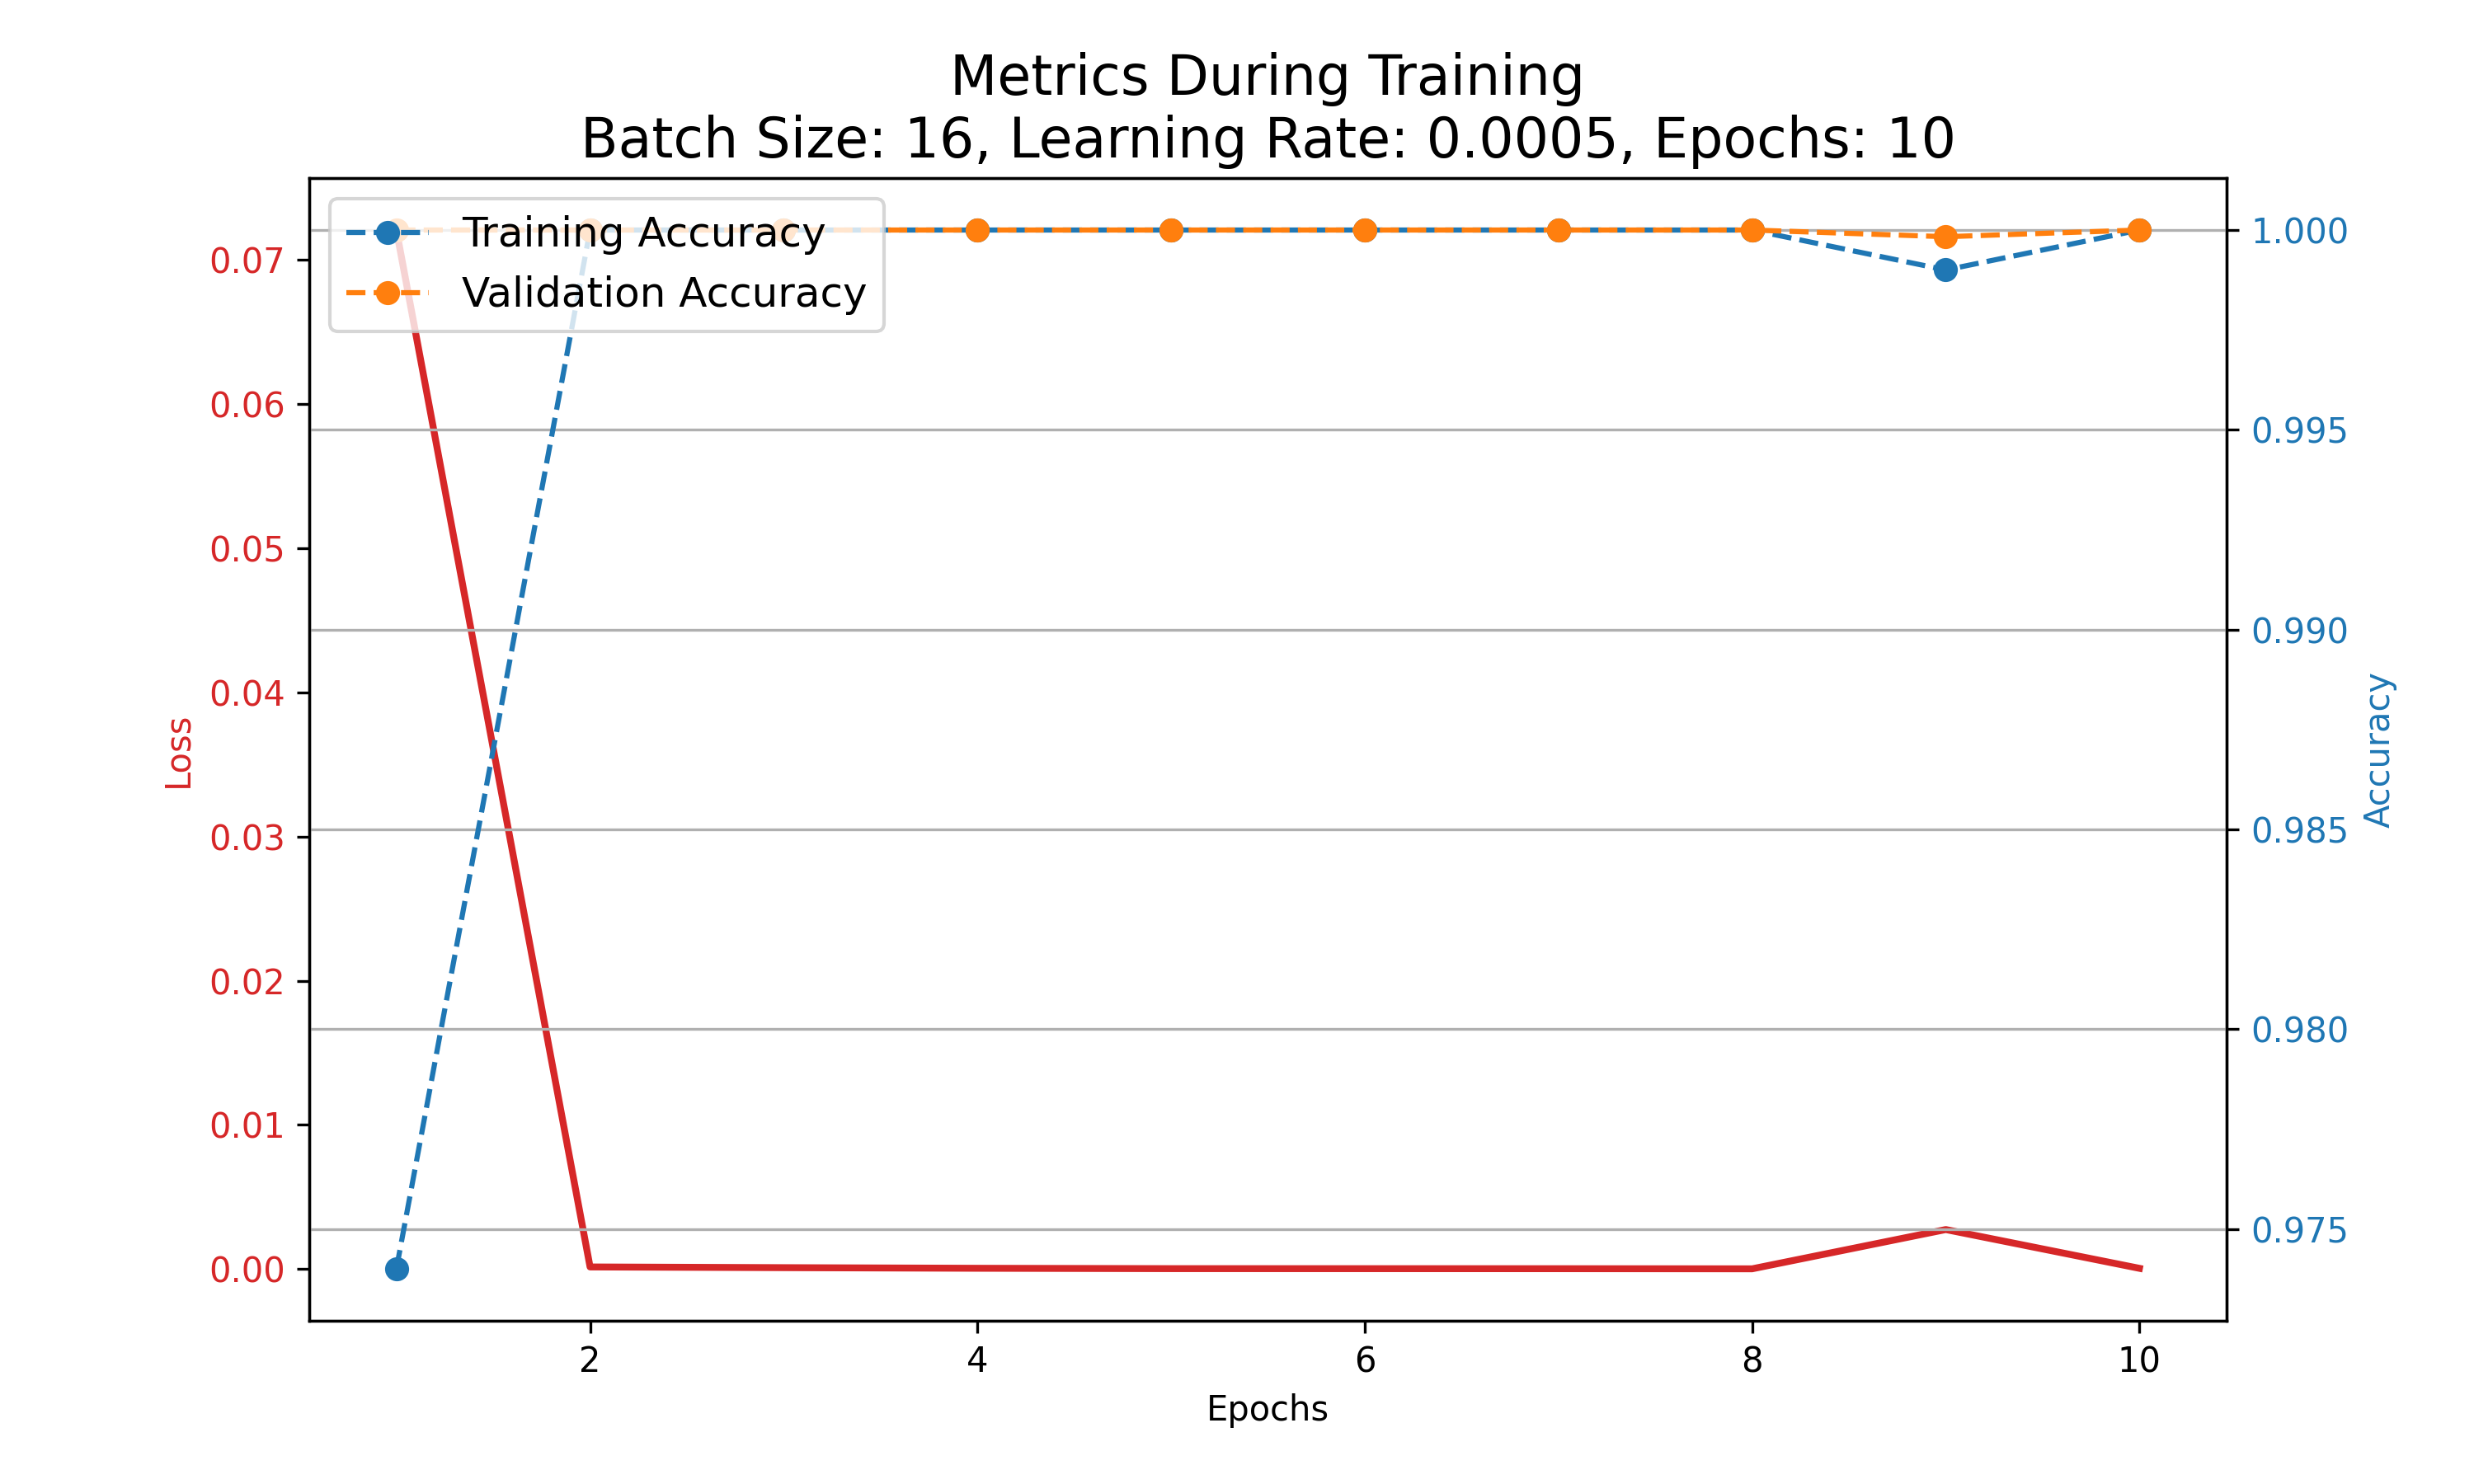 Metrics During Training
Batch Size: 16, Learning Rate: 0.0005, Epochs: 10
Training Accuracy
Validation Accuracy
0.07
0.06
0.05
0.04
0.03
0.02
0.01
0.00
Loss
1.000
0.995
0.990
0.985
0.980
0.975
Accuracy
2 4 6 8 10
Epochs